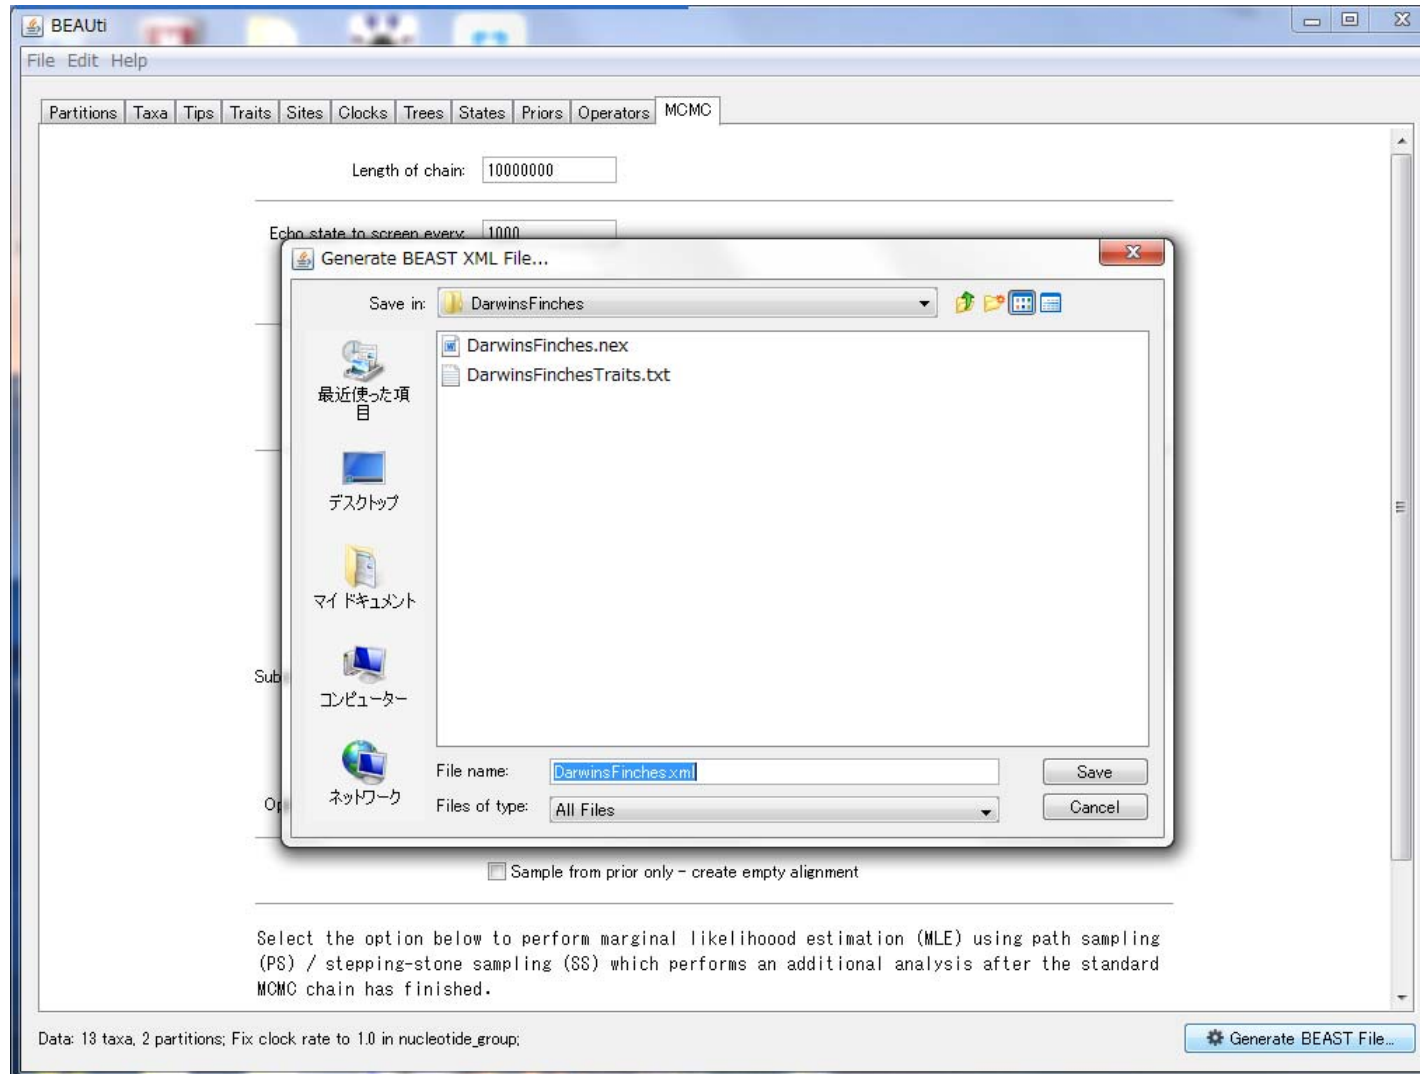 BEAUti
File Edit Help
Partitions Taxa Tips Traits Sites Clocks Trees States Priors Operators MCMC
Length of chain: 10000000
Echo state to screen every: 1000
Generate BEAST XML File...
Save in: DarwinsFinches
DarwinsFinches.nex
DarwinsFinchesTraits.txt
最近使った項
目
デスクトップ
マイ ドキュメント
Sub
コンピューター
ネットワーク
File name: DarwinsFinches.xml Save
Op
Files of type: All Files Cancel
Sample from prior only - create empty alignment
Select the option below to perform marginal likelihoood estimation (MLE) using path sampling
(PS) / stepping-stone sampling (SS) which performs an additional analysis after the standard
MCMC chain has finished.
Data: 13 taxa, 2 partitions; Fix clock rate to 1.0 in nucleotide_group; Generate BEAST File...